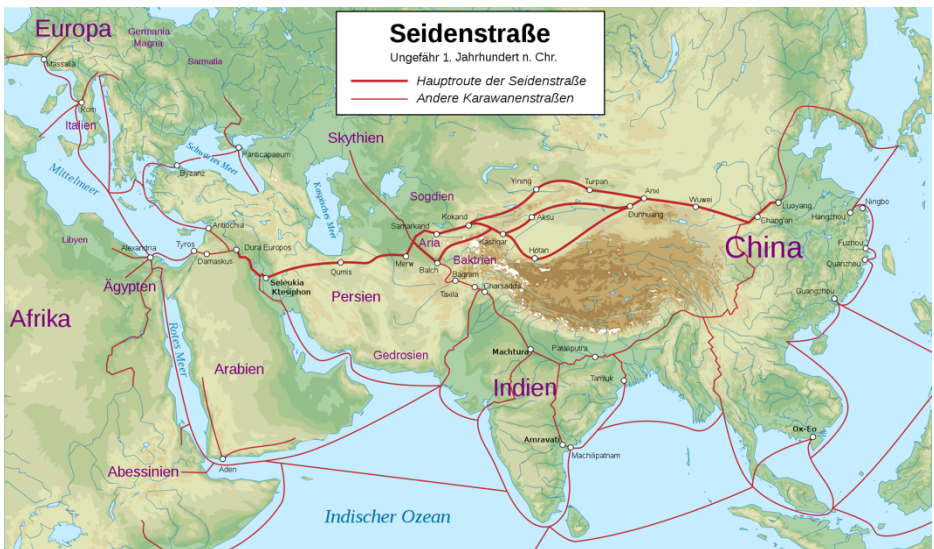 Seidenstraße
Ungefähr 1. Jahrhundert n. Chr.
Hauptroute der Seidenstraße
Andere Karawanenstraßen
Europa
Germania
Magna
Sarmatia
Massalia
Rom
Italien
Skythien
Schwarzes Meer
Panticapaeum
Byzanz
Mittelmeer
Kaspisches Meer
Sogdien
Yining
Turpan
Anxi
Wuwei
Luoyang
Ningbo
Hangzhou
Chang'an
Kokand
Aksu
Dunhuang
Samarkand
Antiochia
Libyen
Alexandria
Tyros
Dura Europos
Aria
Kashgar
China
Fuzhou
Damaskus
Merw
Baktrien
Hotan
Quanzhou
Qumis
Balch
Bagram
Seleukia
Ktesiphon
Ägypten
Persien
Taxila
Charsadda
Guangzhou
Afrika
Rotes Meer
Gedrosien
Machtura
Pataliputra
Arabien
Indien
Tamluk
Ox-Eo
Amravati
Machilipatnam
Abessinien
Aden
Indischer Ozean